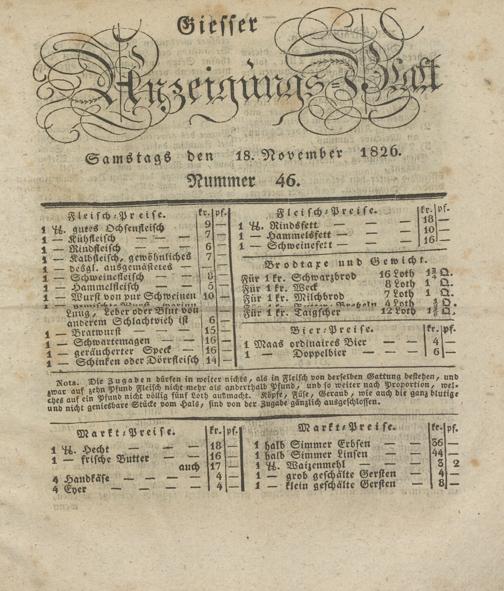 Giesser
Anzeigungs-Blatt
Samstags den 18. November 1826.
Nummer 46.
Fleisch-Preise. kr. pf.
1 ℔. gutes Ochsenfleisch 9 —
1 — Kühfleisch — — 7 —
1 — Rindfleisch — — 6 —
1 — Kalbfleisch, gewöhnliches 7 —
1 — desgl. ausgemästetes — —
1 — Schweinefleisch — 8 —
1 — Hammelfleisch — 5 —
1 — Wurst von pur Schweinen 10 —
Lung, Leber oder Blut von
anderem Schlachtvieh ist 6 —
1 — Bratwurst — — 15 —
1 — Schwartemagen — — 16 —
1 — geräucherter Speck — 16 —
1 — Schinken oder Dörrfleisch 14 —
Fleisch-Preise. kr. pf.
1 ℔. Rindsfett — — 18 —
1 — Hammelsfett — — 10 —
1 — Schweinefett — — 16 —
Brodtaxe und Gewicht.
Für 1 kr. Schwarzbrod 16 Loth
Für 1 kr. Weck 8 Loth
Für 1 kr. Milchbrod 7 Loth
Für 1 kr. Taigscher 12 Loth
Bier-Preise. kr. pf.
1 Maas ordinaires Bier — 4 —
1 — Doppelbier — 6 —
Nota. Die Zugaben dürfen in weiter nichts, als in Fleisch von derselben Gattung bestehen, und
zwar auf zehn Pfund Fleisch nicht mehr als anderthalb Pfund, und so weiter nach Proportion, wel-
ches auf ein Pfund nicht völlig fünf Loth ausmacht. Köpfe, Füse, Geraud, wie auch die ganz blutige
und nicht geniesbare Stücke vom Hals, sind von der Zugabe gänzlich ausgeschlossen.
Markt-Preise. kr. pf.
1 ℔. Hecht — — 18 —
1 — frische Butter — 16 —
auch 17 —
4 Handkäse — — 4 —
4 Eyer — — 4 —
Markt-Preise. kr. pf.
1 halb Simmer Erbsen — 36 —
1 halb Simmer Linsen — 44 —
1 ℔. Waizenmehl — 3 2
1 — grob geschälte Gersten 4 —
1 — klein geschälte Gersten 8 —